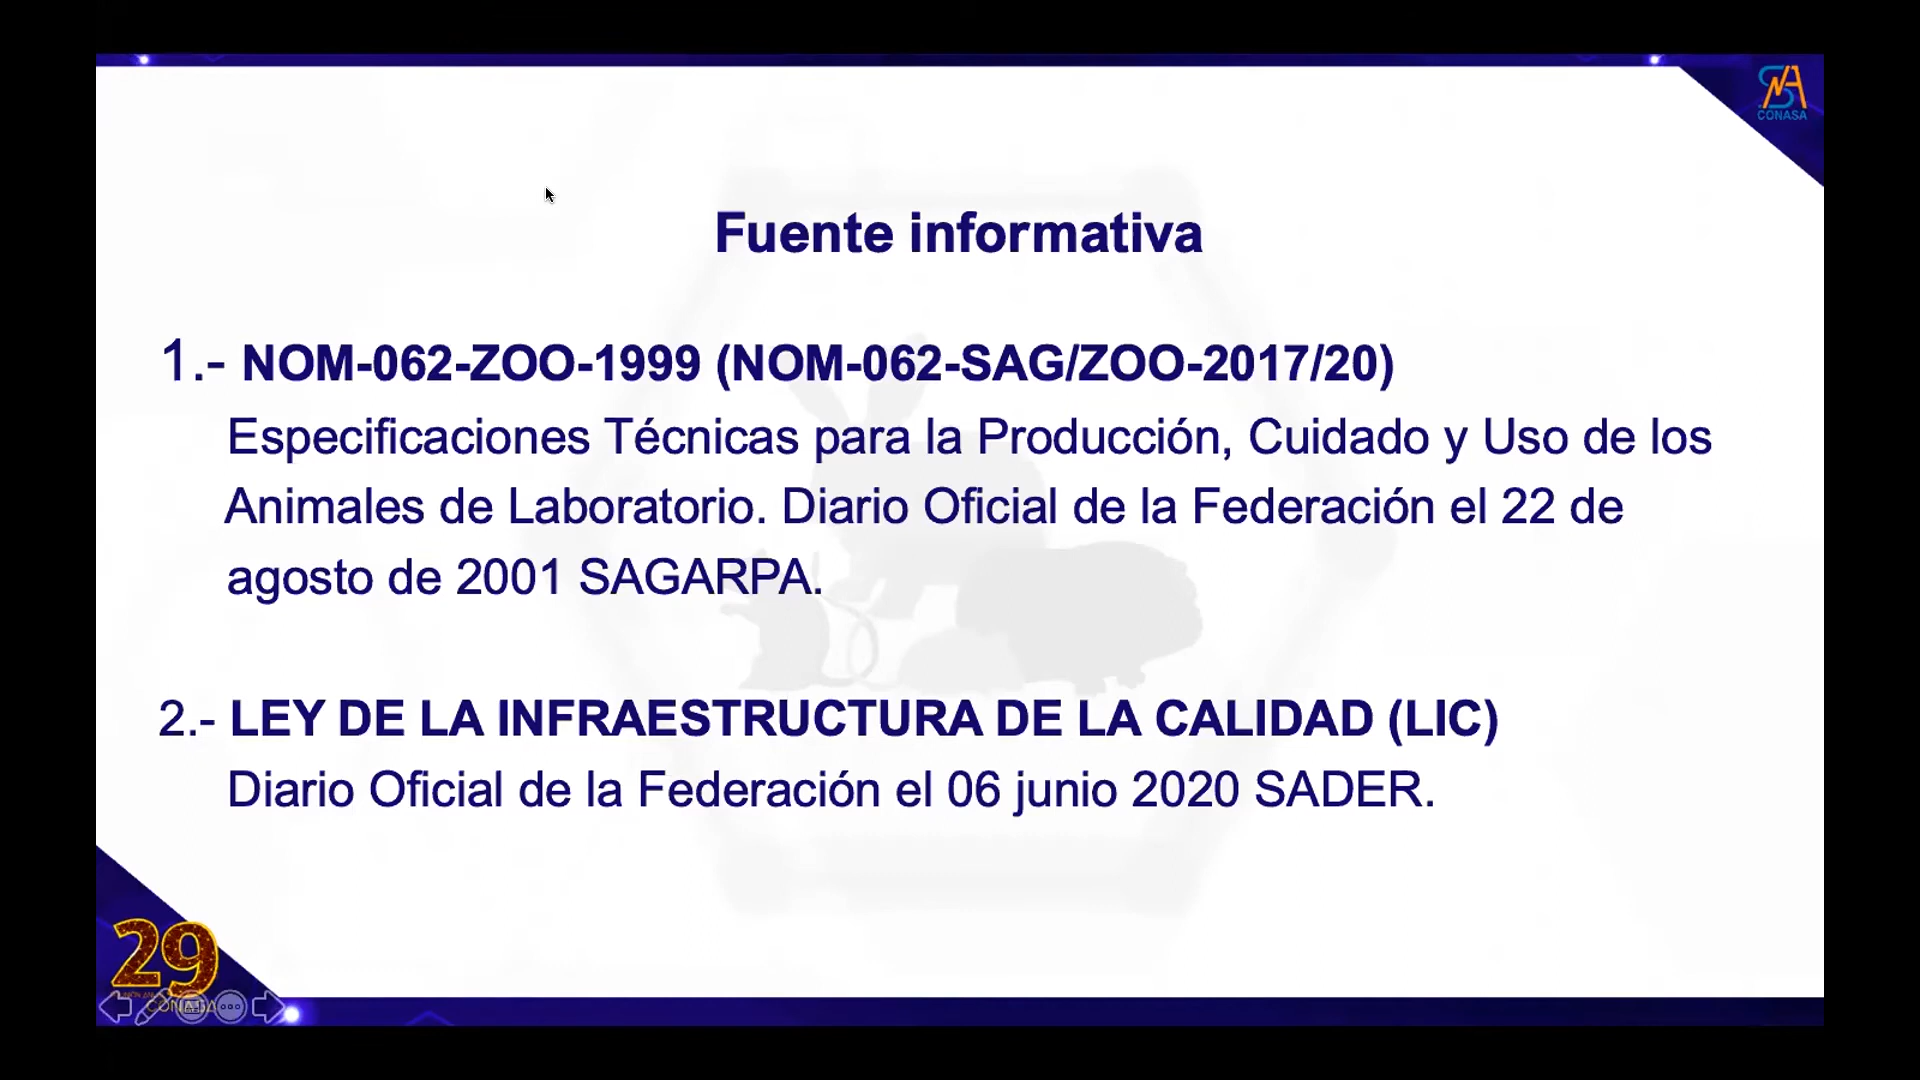 CONASA
Fuente informativa
1.- NOM-062-ZOO-1999 (NOM-062-SAG/ZOO-2017/20)
Especificaciones Técnicas para la Producción, Cuidado y Uso de los
Animales de Laboratorio. Diario Oficial de la Federación el 22 de
agosto de 2001 SAGARPA.
2.- LEY DE LA INFRAESTRUCTURA DE LA CALIDAD (LIC)
Diario Oficial de la Federación el 06 junio 2020 SADER.
29
CONASA